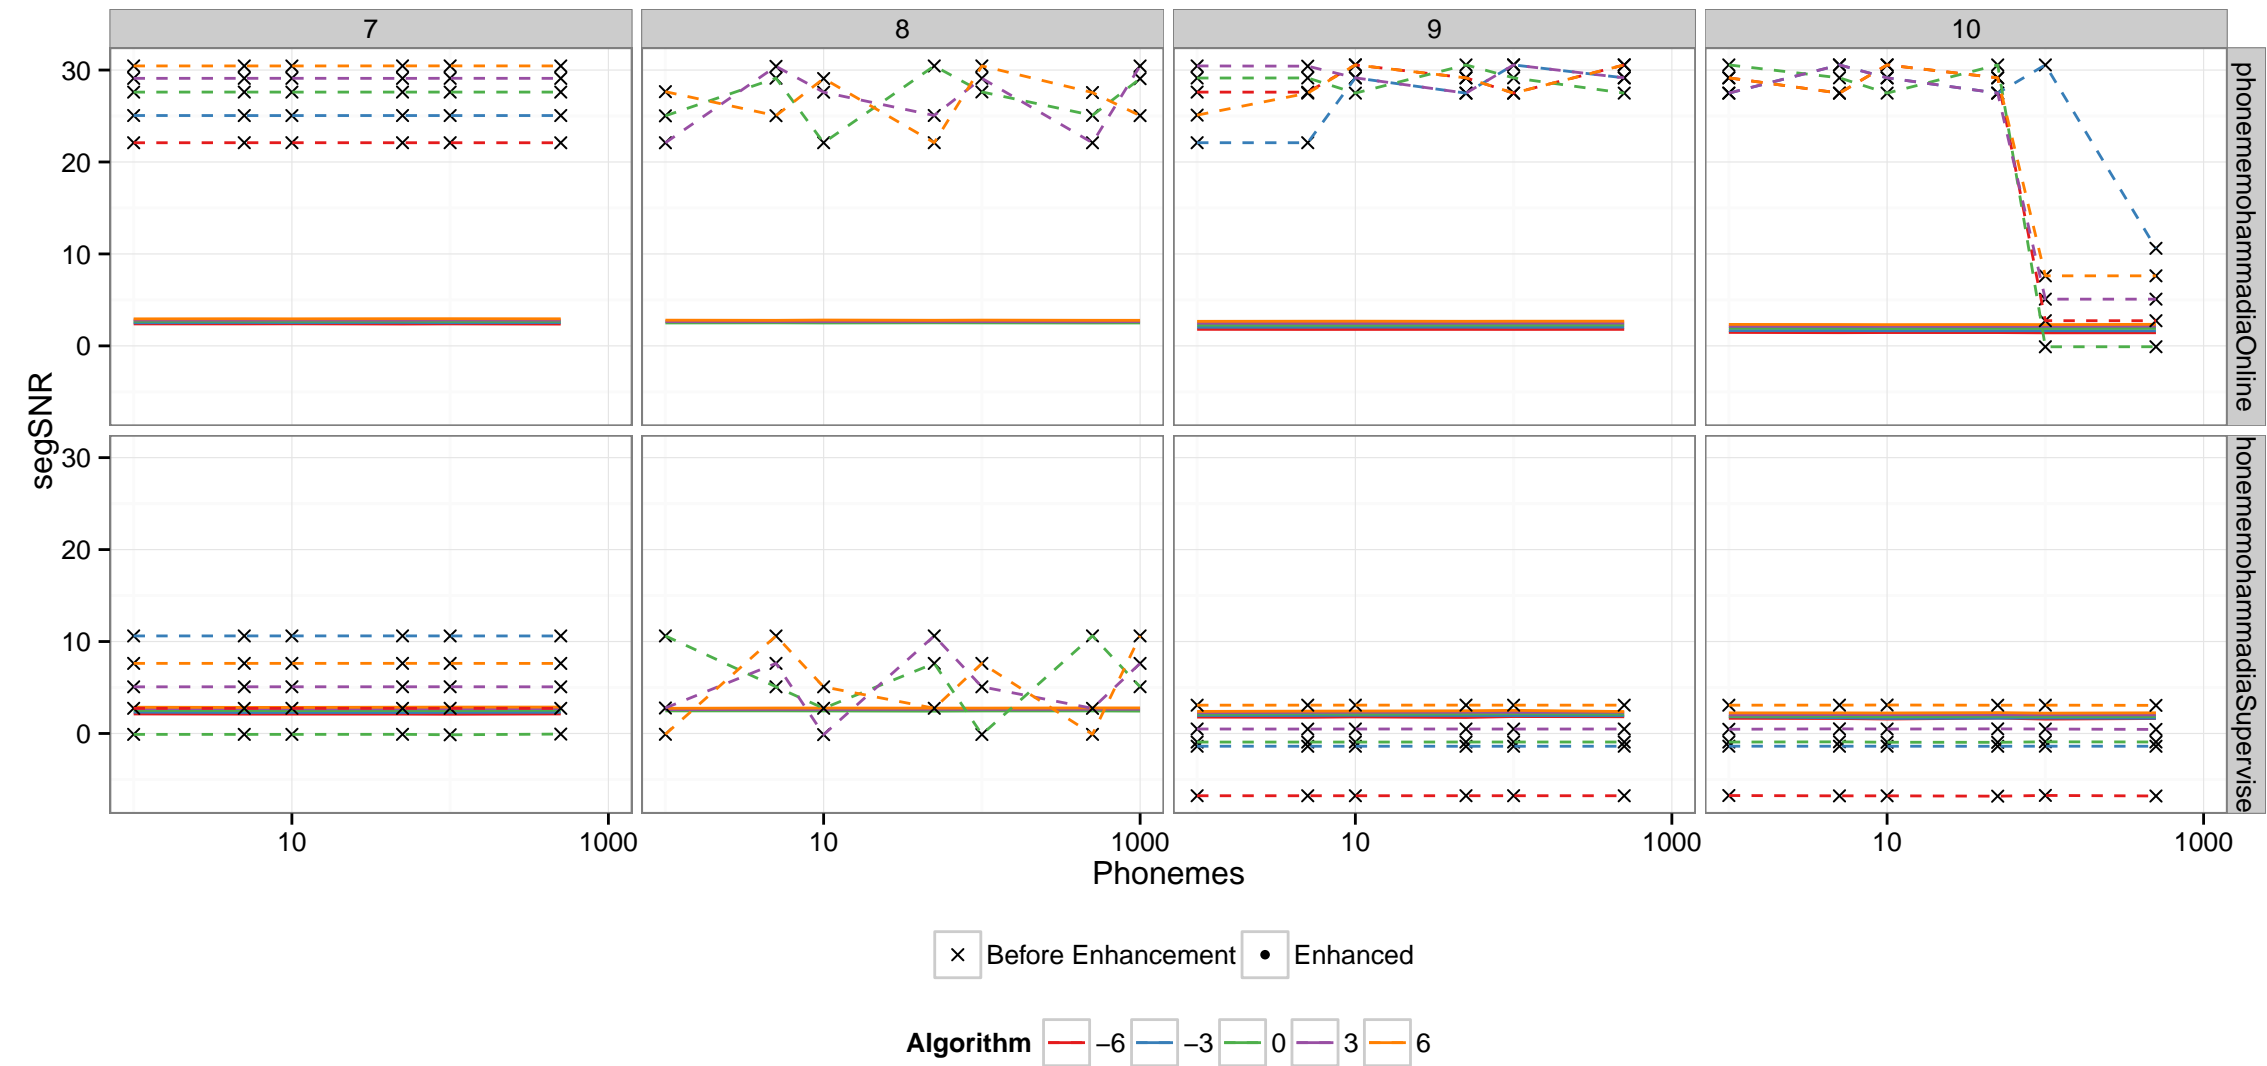 7 8 9 10
30
20
10
0
phonememohammadiaOnline
segSNR
30
20
10
0
honememohammadiaSupervise
10 1000 10 1000 10 1000 10 1000
Phonemes
Before Enhancement Enhanced
Algorithm −6 −3 0 3 6